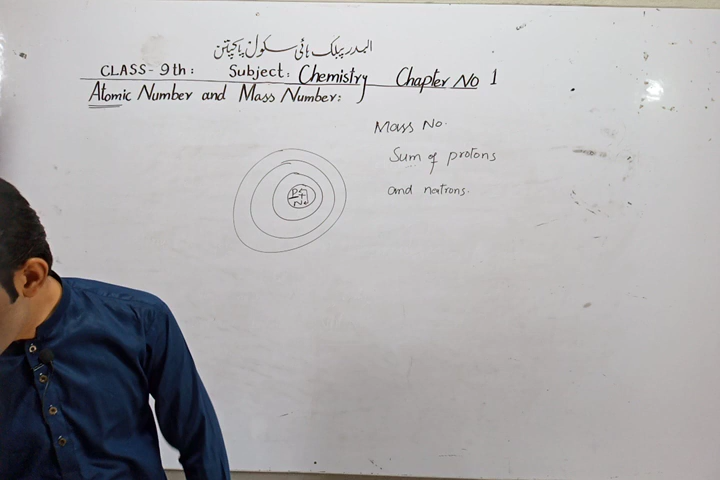 البدر پبلک ہائی سکول پاکپتن
CLASS-9th: Subject: Chemistry Chapter No 1
Atomic Number and Mass Number:
Mass No.
Sum of protons
and neutrons.
P+
No